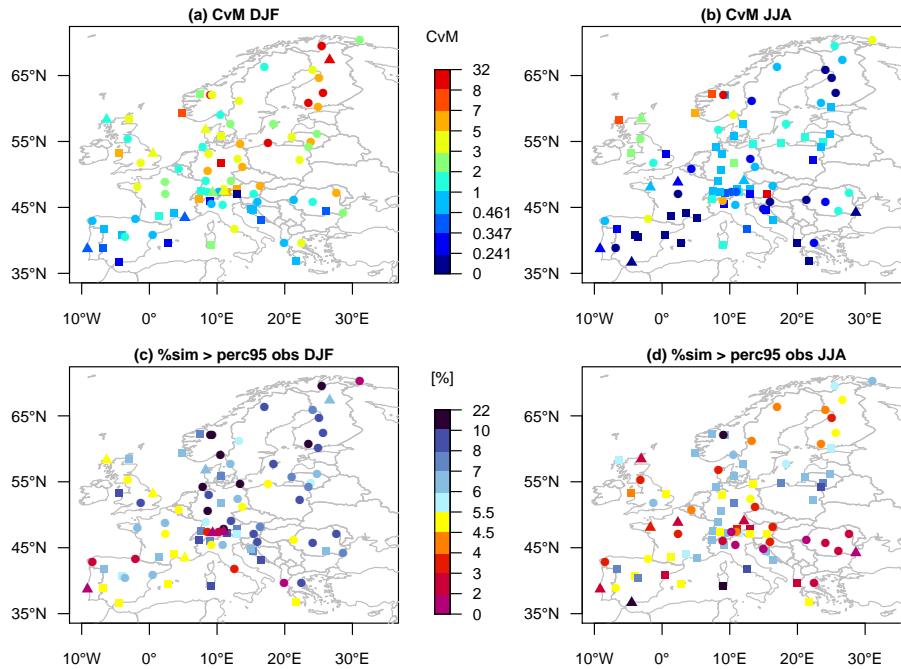 (a) CvM DJF
CvM
(b) CvM JJA
65°N
55°N
45°N
35°N
10°W 0° 10°E 20°E 30°E
32
8
7
5
3
2
1
0.461
0.347
0.241
0
65°N
55°N
45°N
35°N
10°W 0° 10°E 20°E 30°E
(c) %sim > perc95 obs DJF
[%]
(d) %sim > perc95 obs JJA
65°N
55°N
45°N
35°N
10°W 0° 10°E 20°E 30°E
22
10
8
7
6
5.5
4.5
4
3
2
0
65°N
55°N
45°N
35°N
10°W 0° 10°E 20°E 30°E